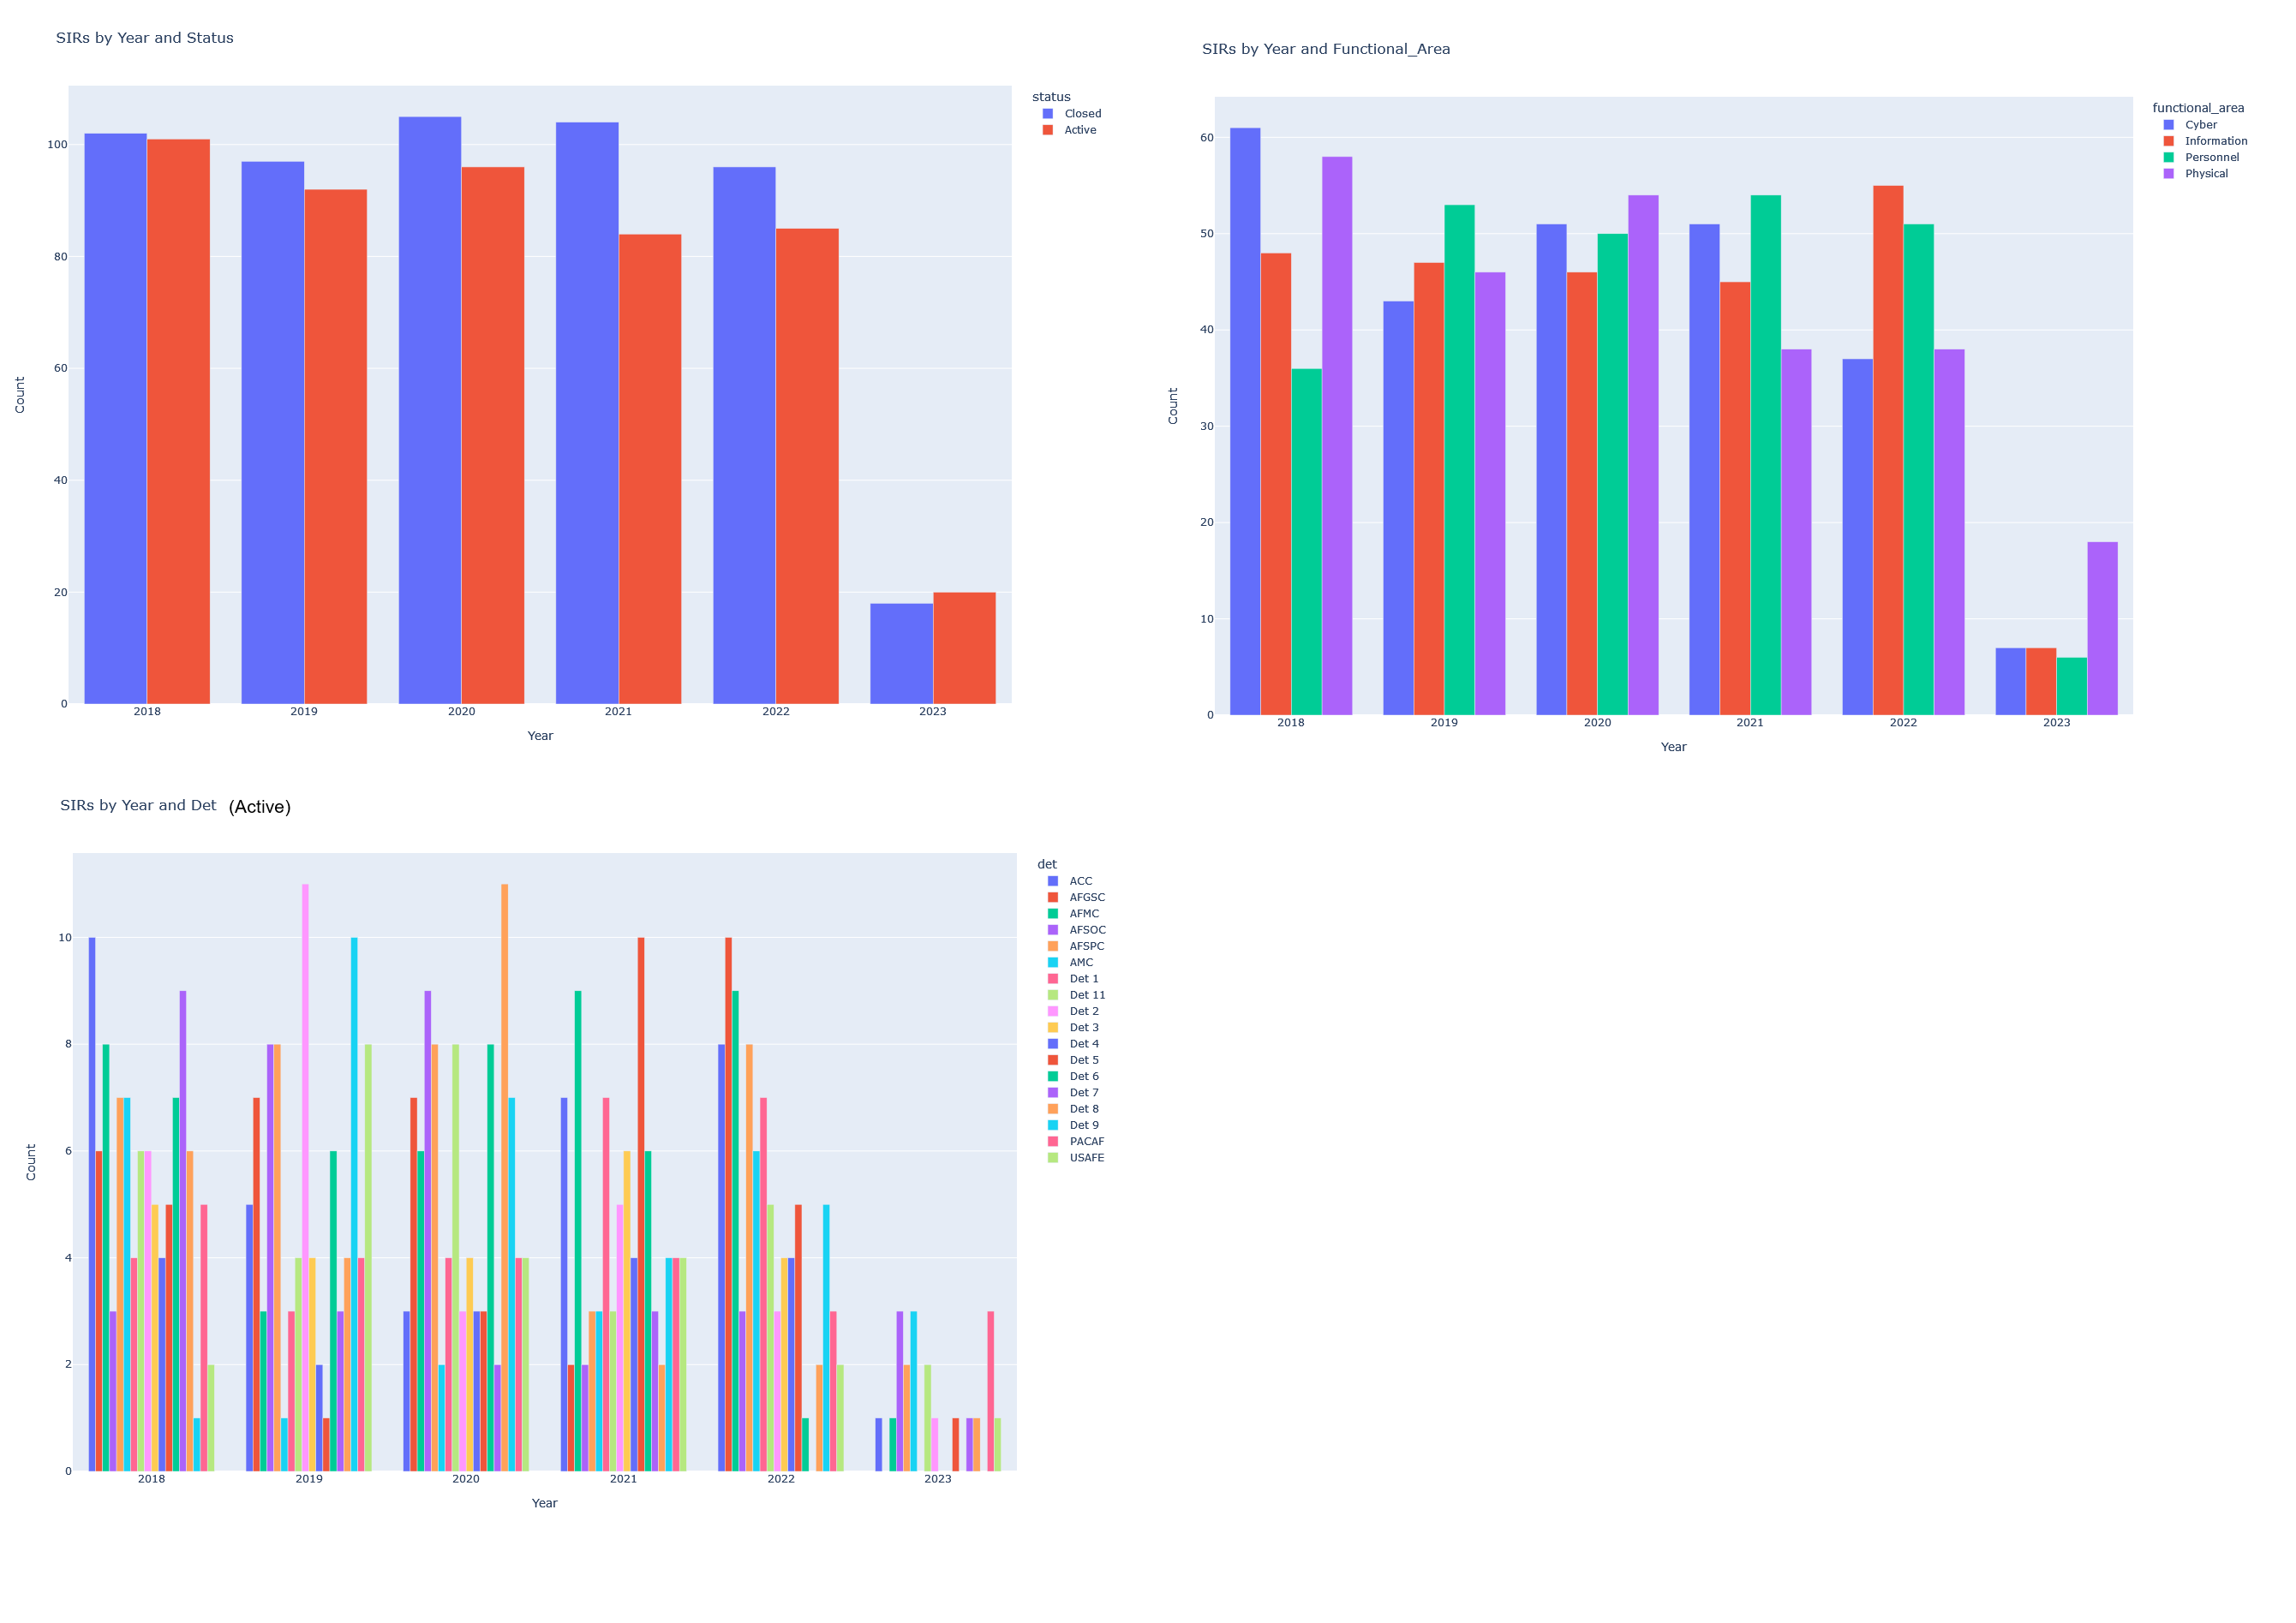 SIRs by Year and Status
status
Closed
Active
100
80
60
40
20
0
Count
2018 2019 2020 2021 2022 2023
Year
SIRs by Year and Functional_Area
functional_area
Cyber
Information
Personnel
Physical
60
50
40
30
20
10
0
Count
2018 2019 2020 2021 2022 2023
Year
SIRs by Year and Det (Active)
det
ACC
AFGSC
AFMC
AFSOC
AFSPC
AMC
Det 1
Det 11
Det 2
Det 3
Det 4
Det 5
Det 6
Det 7
Det 8
Det 9
PACAF
USAFE
10
8
6
4
2
0
Count
2018 2019 2020 2021 2022 2023
Year